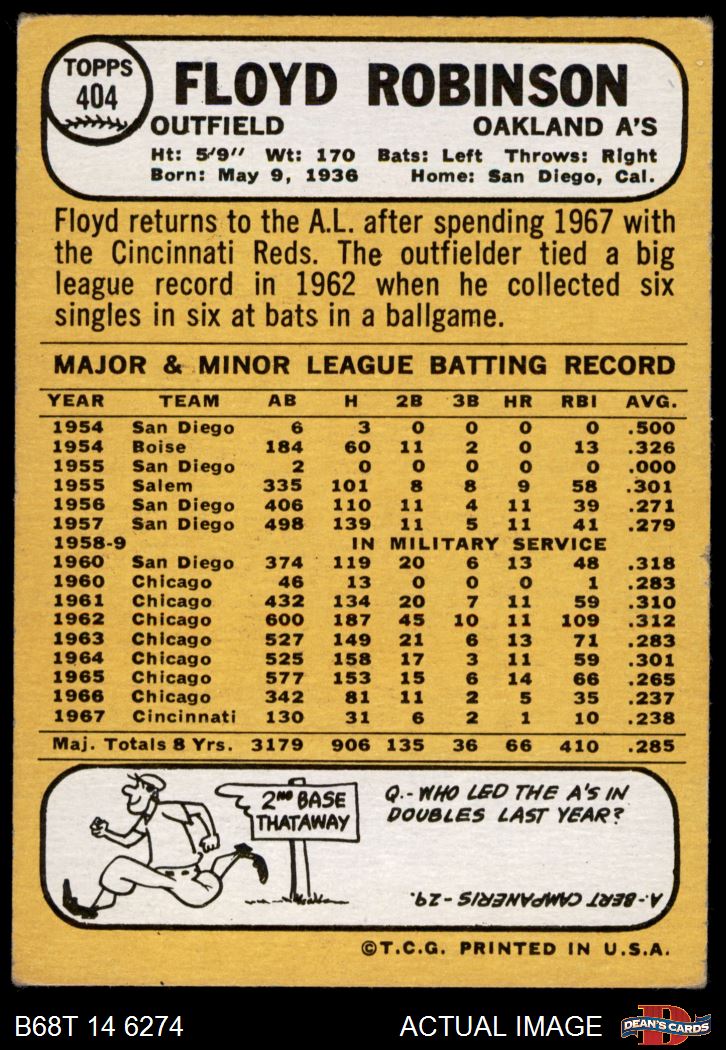 TOPPS
404
FLOYD ROBINSON
OUTFIELD OAKLAND A'S
Ht: 5'9'' Wt: 170 Bats: Left Throws: Right
Born: May 9, 1936 Home: San Diego, Cal.
Floyd returns to the A.L. after spending 1967 with
the Cincinnati Reds. The outfielder tied a big
league record in 1962 when he collected six
singles in six at bats in a ballgame.
MAJOR & MINOR LEAGUE BATTING RECORD
YEAR TEAM AB H 2B 3B HR RBI AVG.
1954 San Diego 6 3 0 0 0 0 .500
1954 Boise 184 60 11 2 0 13 .326
1955 San Diego 2 0 0 0 0 0 .000
1955 Salem 335 101 8 8 9 58 .301
1956 San Diego 406 110 11 4 11 39 .271
1957 San Diego 498 139 11 5 11 41 .279
1958-9 IN MILITARY SERVICE
1960 San Diego 374 119 20 6 13 48 .318
1960 Chicago 46 13 0 0 0 1 .283
1961 Chicago 432 134 20 7 11 59 .310
1962 Chicago 600 187 45 10 11 109 .312
1963 Chicago 527 149 21 6 13 71 .283
1964 Chicago 525 158 17 3 11 59 .301
1965 Chicago 577 153 15 6 14 66 .265
1966 Chicago 342 81 11 2 5 35 .237
1967 Cincinnati 130 31 6 2 1 10 .238
Maj. Totals 8 Yrs. 3179 906 135 36 66 410 .285
2ND BASE
THATAWAY
Q.-WHO LED THE A'S IN
DOUBLES LAST YEAR?
A-BERT CAMPANERIS-29.
©T.C.G. PRINTED IN U.S.A.
B68T 14 6274 ACTUAL IMAGE
D
DEAN'S CARDS